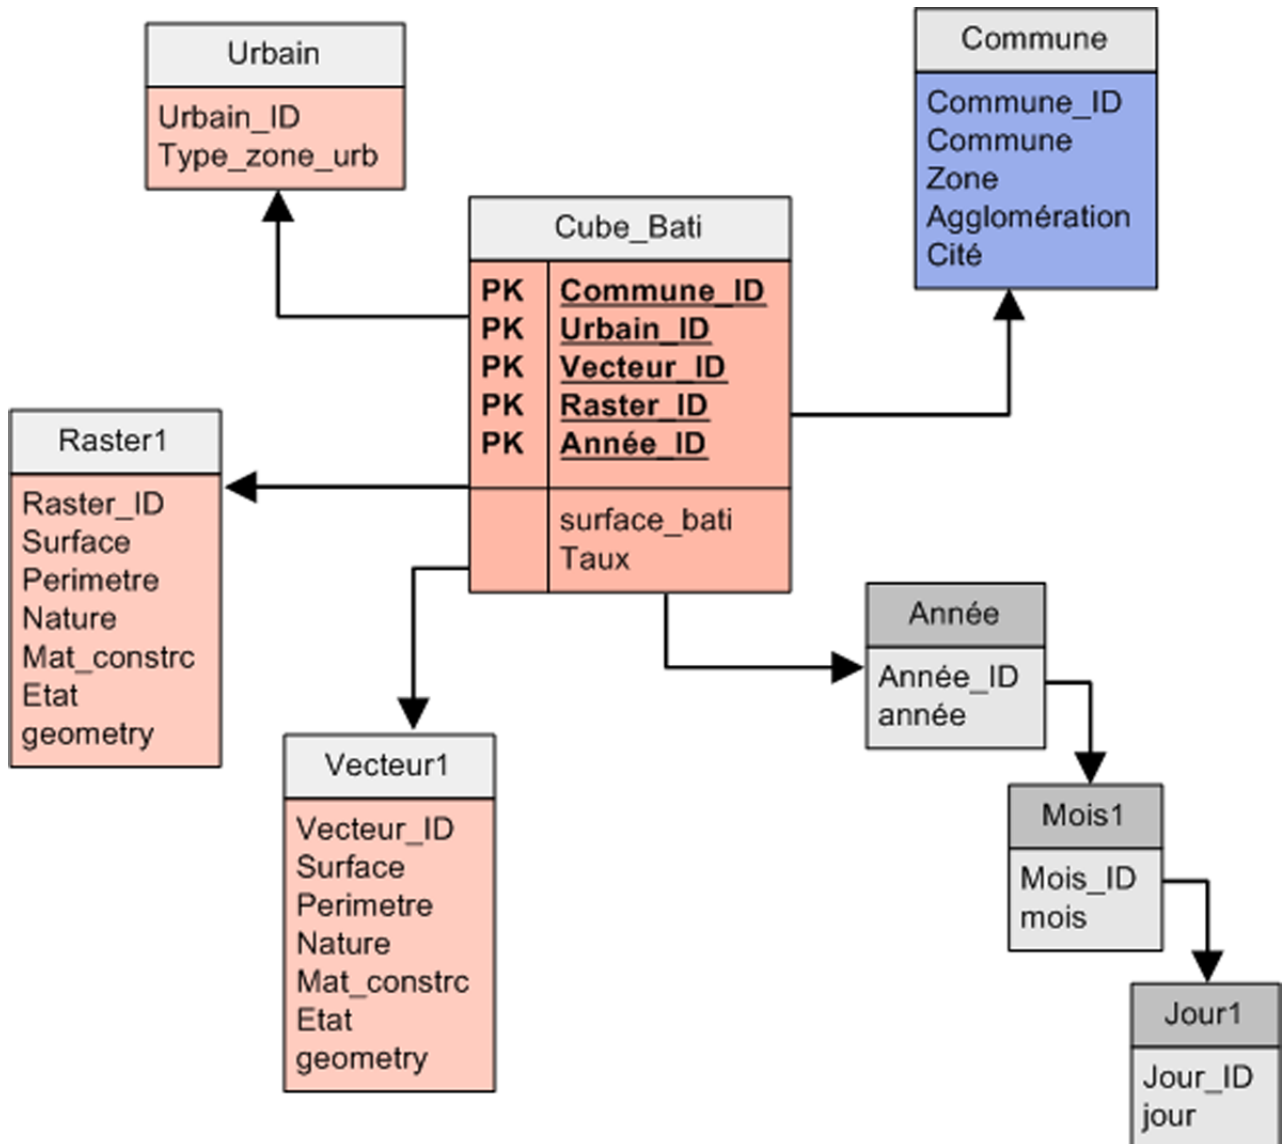 Urbain
Urbain_ID
Type_zone_urb
Commune
Commune_ID
Commune
Zone
Agglomération
Cité
Cube_Bati
PK Commune_ID
PK Urbain_ID
PK Vecteur_ID
PK Raster_ID
PK Année_ID
surface_bati
Taux
Raster1
Raster_ID
Surface
Perimetre
Nature
Mat_constrc
Etat
geometry
Vecteur1
Vecteur_ID
Surface
Perimetre
Nature
Mat_constrc
Etat
geometry
Année
Année_ID
année
Mois1
Mois_ID
mois
Jour1
Jour_ID
jour